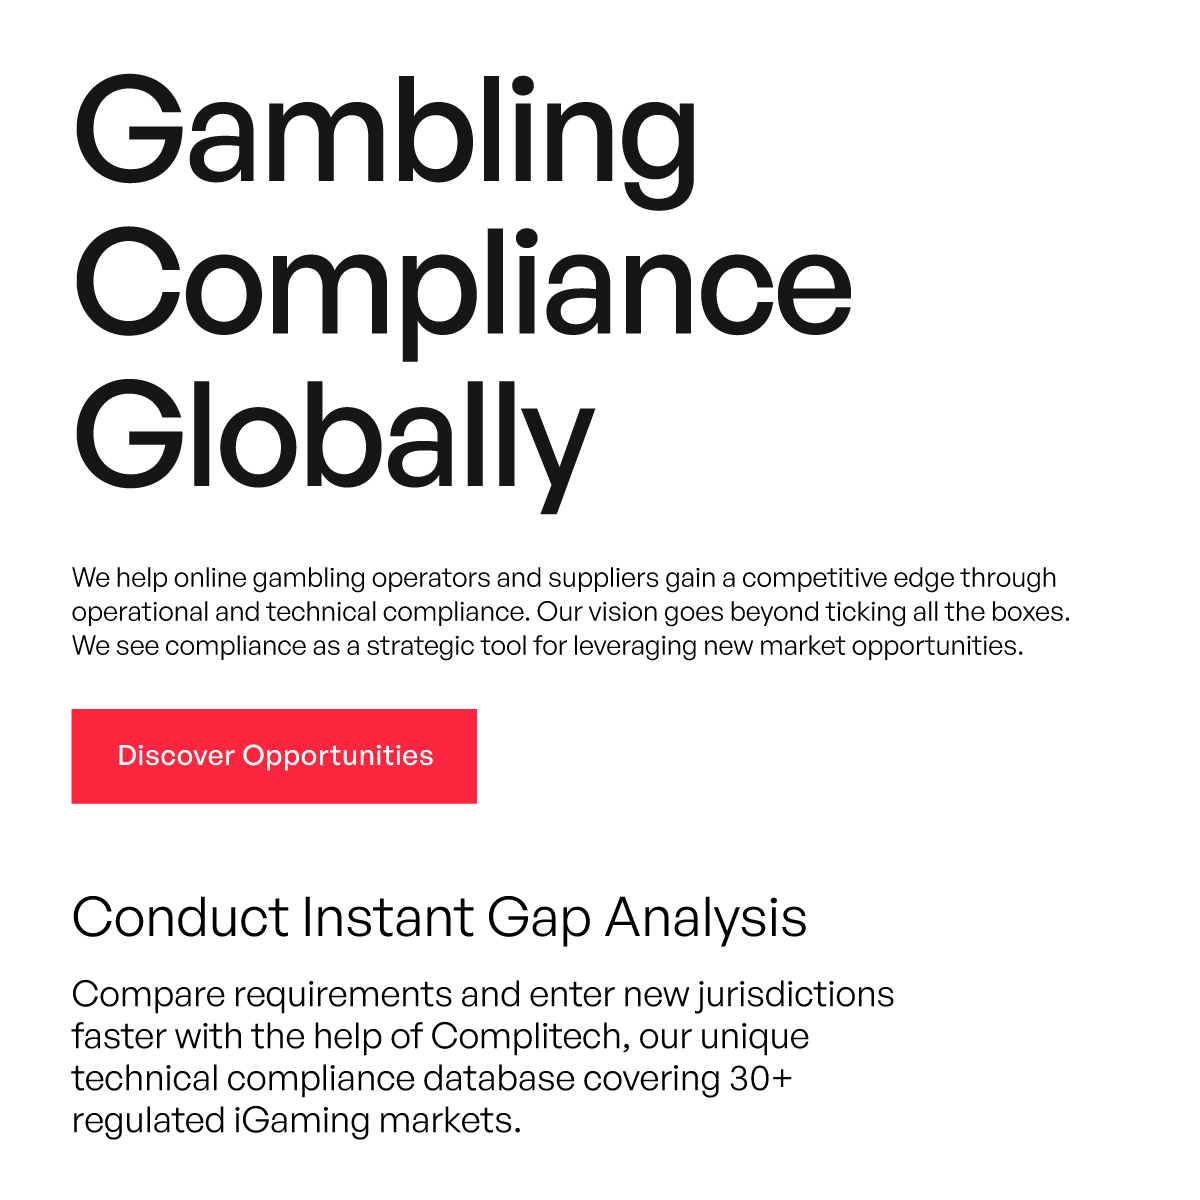 Gambling
Compliance
Globally
We help online gambling operators and suppliers gain a competitive edge through
operational and technical compliance. Our vision goes beyond ticking all the boxes.
We see compliance as a strategic tool for leveraging new market opportunities.
Discover Opportunities
Conduct Instant Gap Analysis
Compare requirements and enter new jurisdictions
faster with the help of Complitech, our unique
technical compliance database covering 30+
regulated iGaming markets.